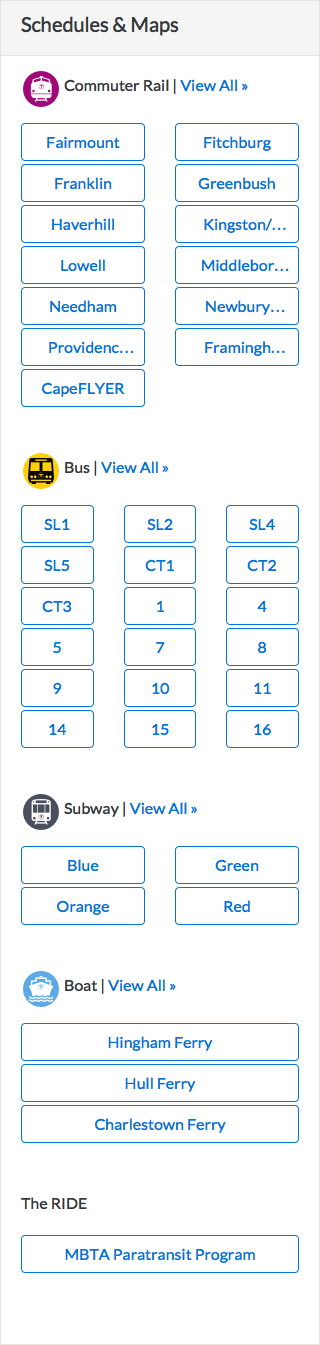 Schedules & Maps
Commuter Rail | View All »
Fairmount Fitchburg
Franklin Greenbush
Haverhill Kingston/...
Lowell Middlebor...
Needham Newbury...
Providenc... Framingh...
CapeFLYER
Bus | View All »
SL1 SL2 SL4
SL5 CT1 CT2
CT3 1 4
5 7 8
9 10 11
14 15 16
Subway | View All »
Blue Green
Orange Red
Boat | View All »
Hingham Ferry
Hull Ferry
Charlestown Ferry
The RIDE
MBTA Paratransit Program